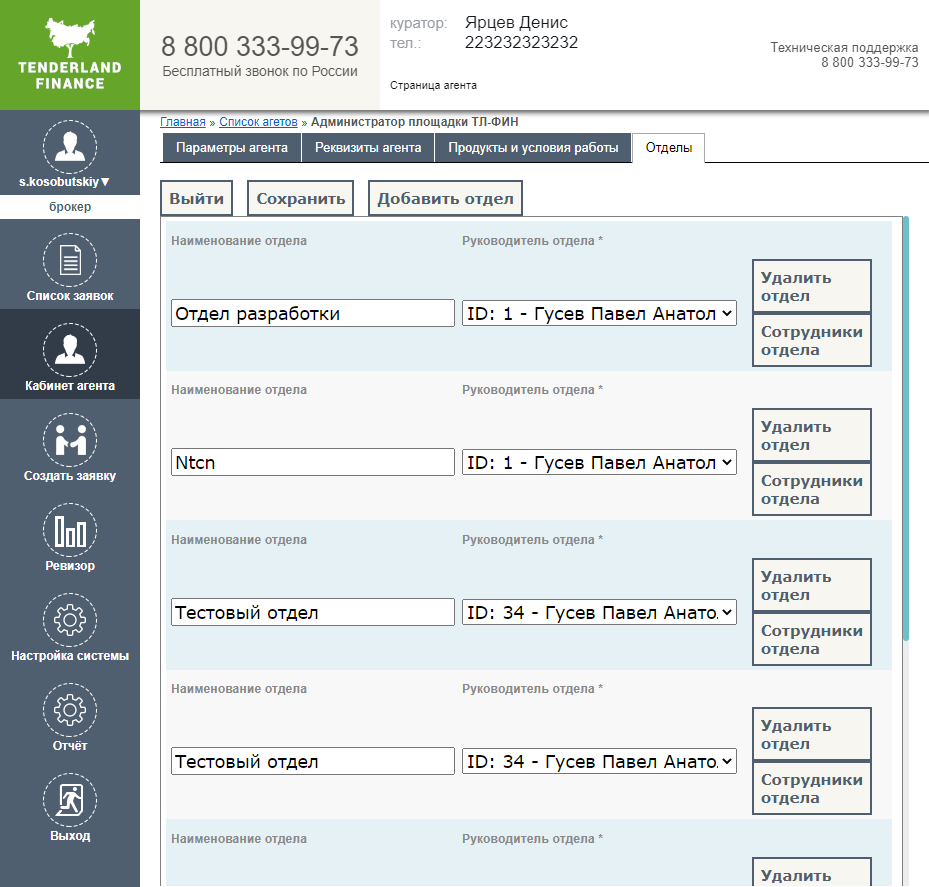 TENDERLAND
FINANCE
8 800 333-99-73
Бесплатный звонок по России
куратор: Ярцев Денис
тел.: 223232323232
Страница агента
Техническая поддержка
8 800 333-99-73
s.kosobutskiy▼
брокер
Список заявок
Кабинет агента
Создать заявку
Ревизор
Настройка системы
Отчёт
Выход
Главная » Список агетов » Администратор площадки ТЛ-ФИН
Параметры агента Реквизиты агента Продукты и условия работы Отделы
Выйти Сохранить Добавить отдел
Наименование отдела Руководитель отдела *
Отдел разработки ID: 1 - Гусев Павел Анатол
Удалить
отдел
Сотрудники
отдела
Наименование отдела Руководитель отдела *
Ntcn ID: 1 - Гусев Павел Анатол
Удалить
отдел
Сотрудники
отдела
Наименование отдела Руководитель отдела *
Тестовый отдел ID: 34 - Гусев Павел Анато.
Удалить
отдел
Сотрудники
отдела
Наименование отдела Руководитель отдела *
Тестовый отдел ID: 34 - Гусев Павел Анато.
Удалить
отдел
Сотрудники
отдела
Наименование отдела Руководитель отдела *
Удалить